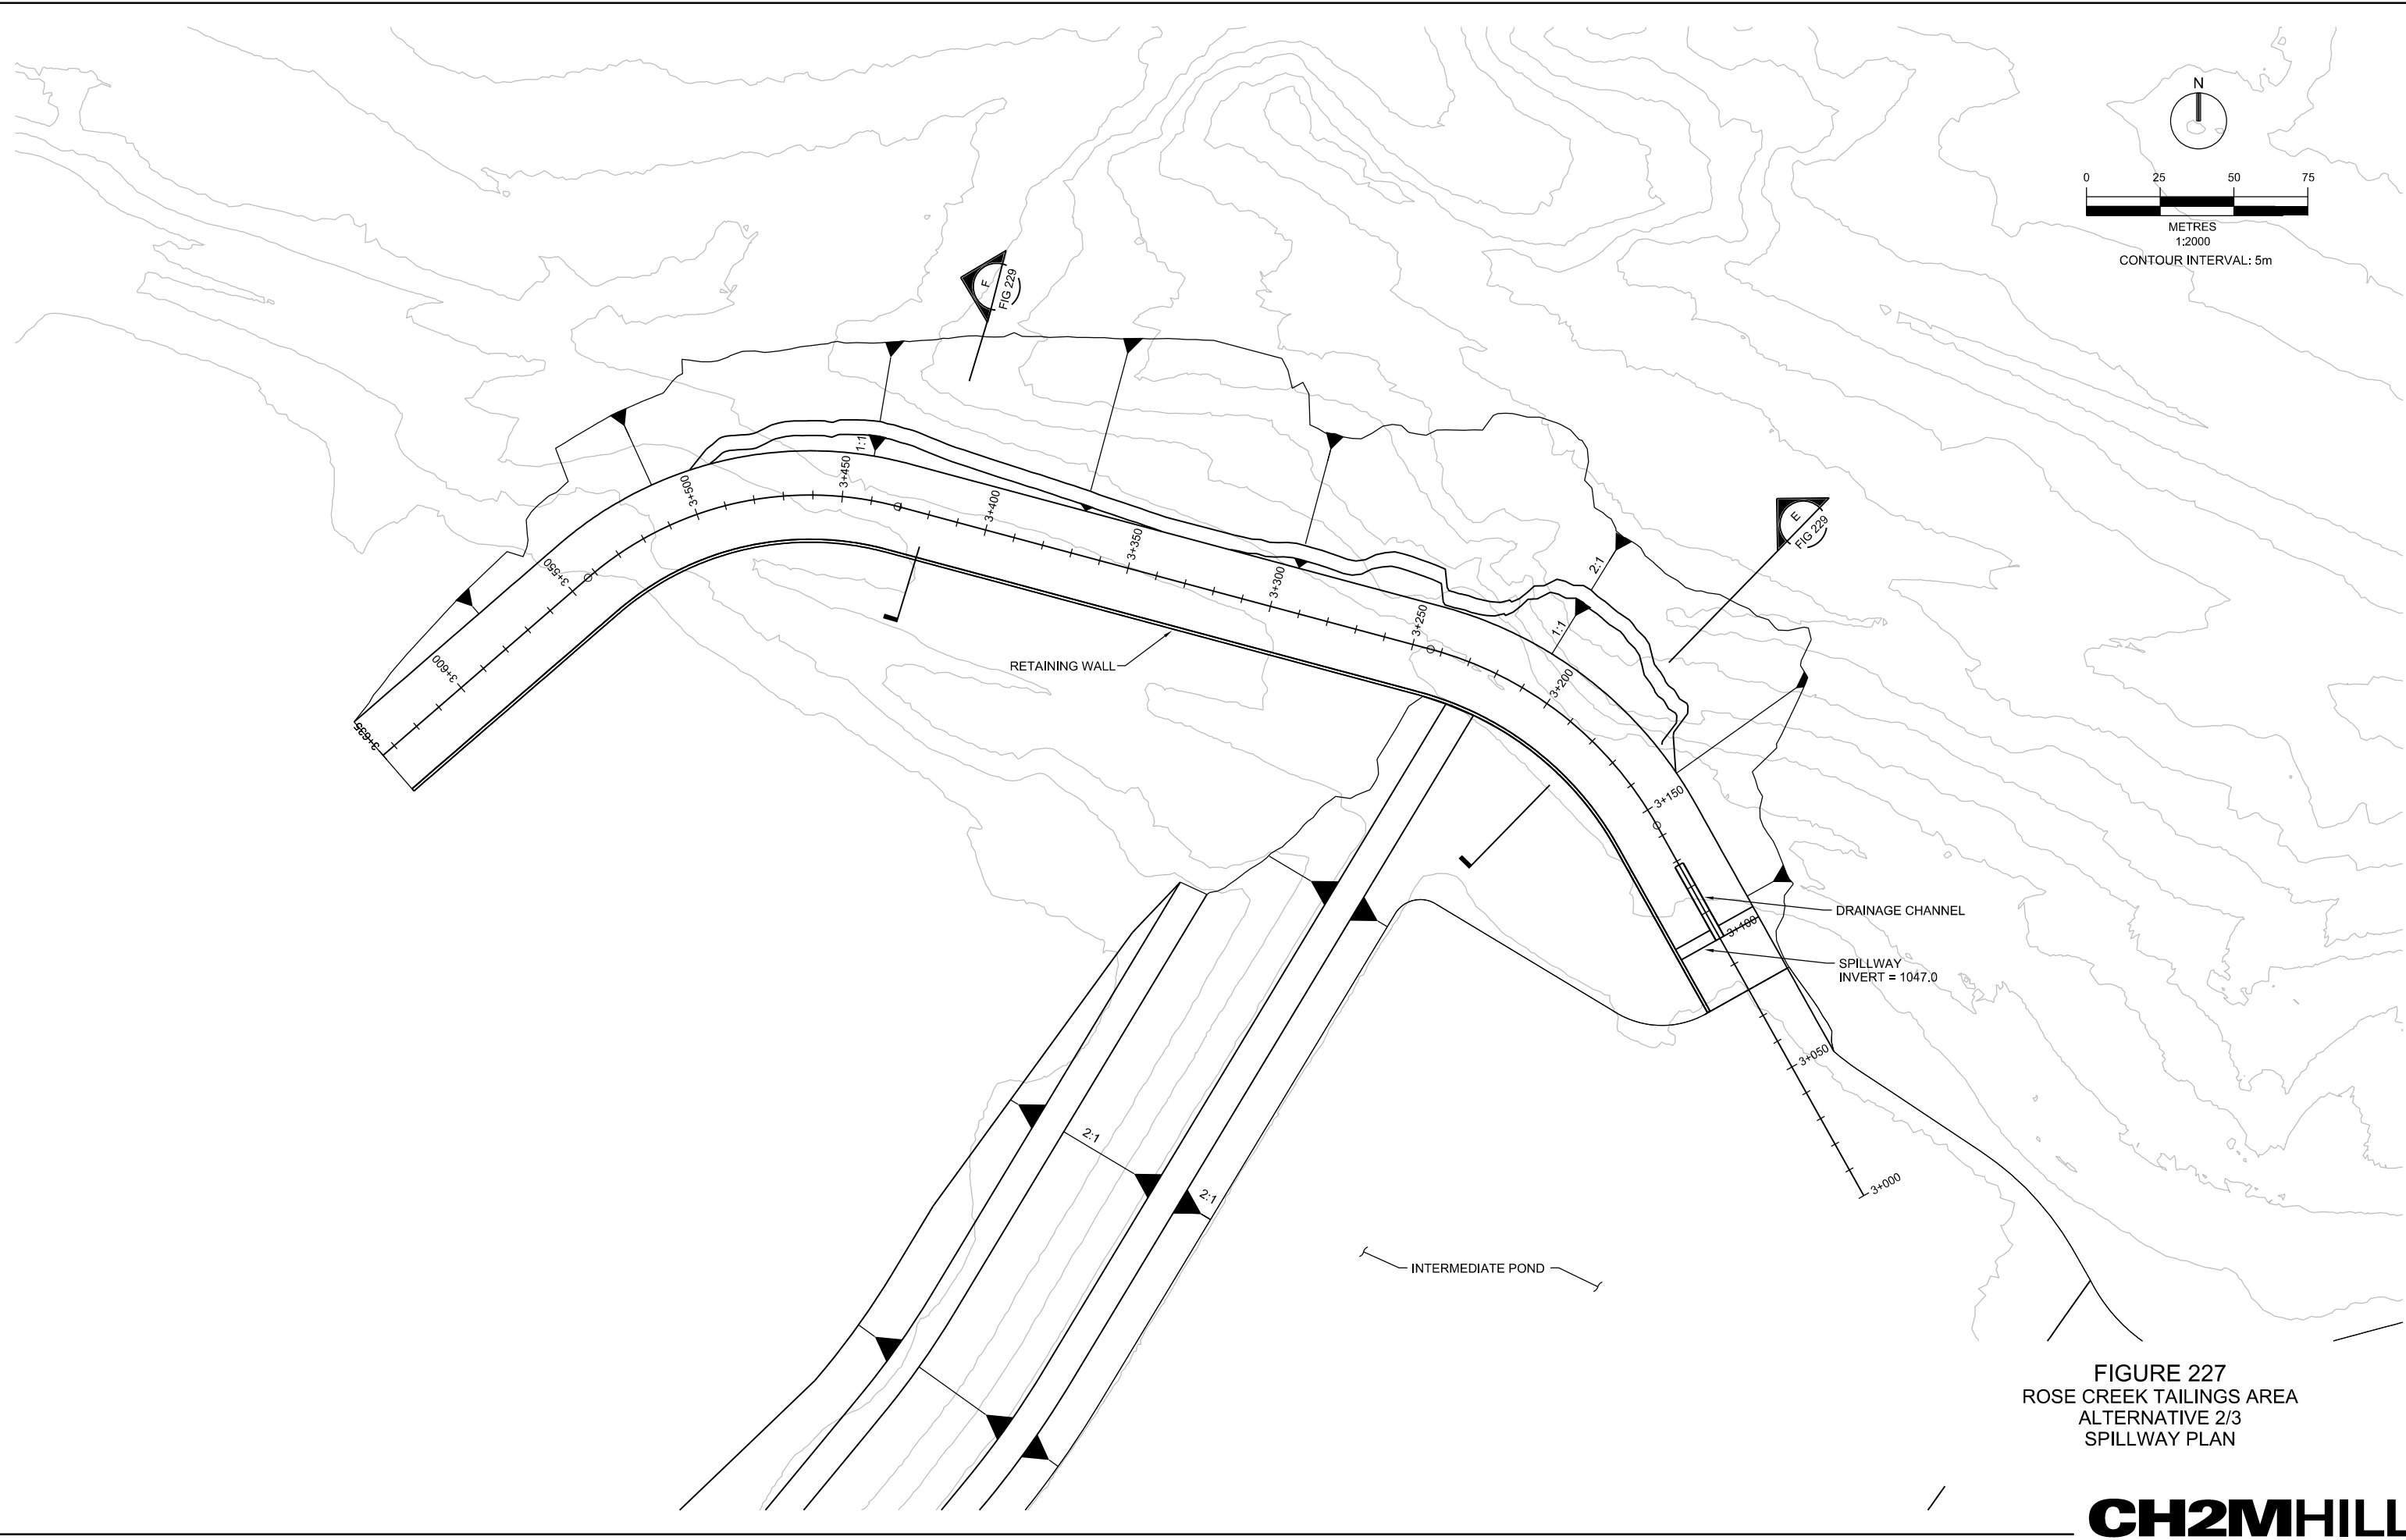 N
0 25 50 75
METRES
1:2000
CONTOUR INTERVAL: 5m
F
FIG 229
E
FIG 229
1:1
3+450
3+500
3+400
3+350
3+550
3+300
2:1
1:1
3+250
3+200
3+600
3+635
RETAINING WALL
3+150
DRAINAGE CHANNEL
3+100
SPILLWAY
INVERT = 1047.0
3+050
2:1
2:1
3+000
INTERMEDIATE POND
FIGURE 227
ROSE CREEK TAILINGS AREA
ALTERNATIVE 2/3
SPILLWAY PLAN
CH2MHILL